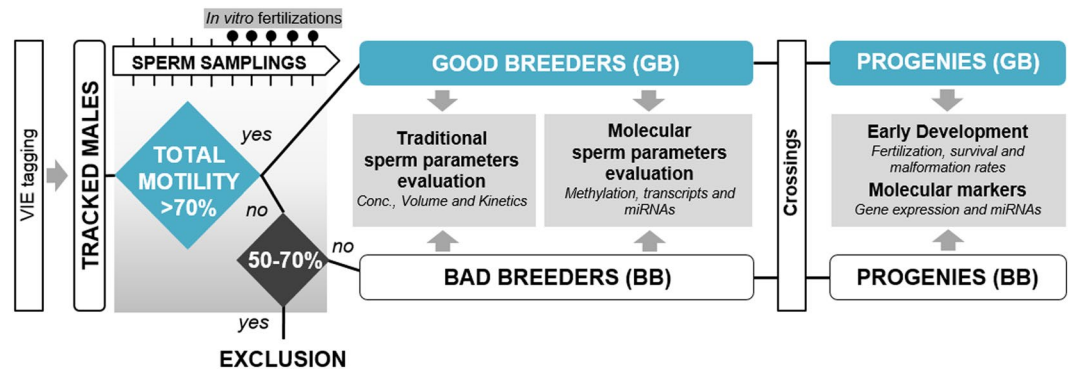 In vitro fertilizations
SPERM SAMPLINGS
VIE tagging
TRACKED MALES
TOTAL
MOTILITY
>70%
yes
no
50-70%
no
yes
EXCLUSION
GOOD BREEDERS (GB)
Traditional
sperm parameters
evaluation
Conc., Volume and Kinetics
Molecular
sperm parameters
evaluation
Methylation, transcripts and
miRNAs
BAD BREEDERS (BB)
Crossings
PROGENIES (GB)
Early Development
Fertilization, survival and
malformation rates
Molecular markers
Gene expression and miRNAs
PROGENIES (BB)